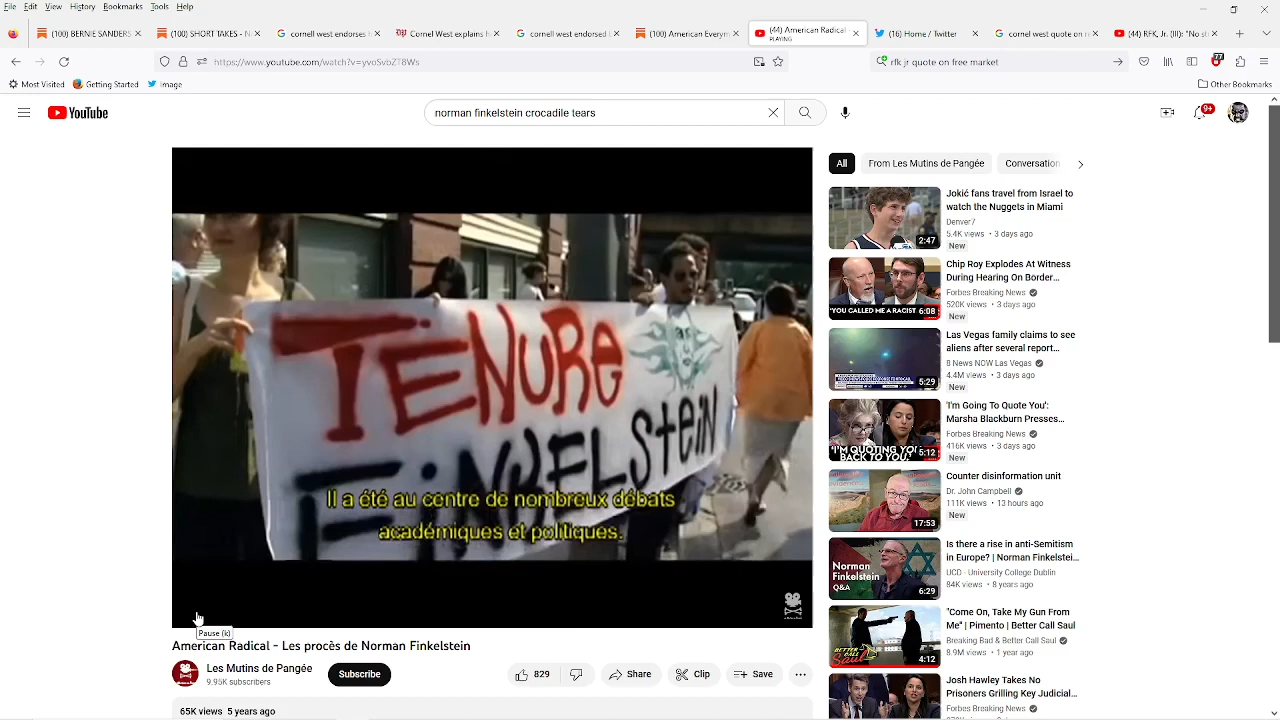 File Edit View History Bookmarks Tools Help
(100) BERNIE SANDERS
(100) SHORT TAKES - N
cornell west endorses
Cornel West explains h
cornell west endorsed
(100) American Everym
(44) American Radical -
PLAYING
(16) Home / Twitter
cornel west quote on
(44) RFK, Jr. (III): "No
https://www.youtube.com/watch?v=yvoSvbZT8Ws
rfk jr quote on free market
Most Visited Getting Started image
Other Bookmarks
YouTube
norman finkelstein crocadile tears
9+
All From Les Mutins de Pangée Conversation
TENURE
Il a été au centre de nombreux débats
académiques et politiques.
Pause (k)
American Radical - Les procès de Norman Finkelstein
Les Mutins de Pangée
9.95K subscribers
Subscribe
829
Share
Clip
Save
65K views 5 years ago
Jokić fans travel from Israel to
watch the Nuggets in Miami
Denver7
5.4K views • 3 days ago
New
2:47
Chip Roy Explodes At Witness
During Hearing On Border...
Forbes Breaking News
520K views • 3 days ago
New
"YOU CALLED ME A RACIST
6:08
Las Vegas family claims to see
aliens after several report...
8 News NOW Las Vegas
4.4M views • 3 days ago
New
5:29
'I'm Going To Quote You':
Marsha Blackburn Presses...
Forbes Breaking News
416K views • 3 days ago
New
"I'M QUOTING YOU
BACK TO YOU"
5:12
Counter disinformation unit
Dr. John Campbell
111K views • 13 hours ago
New
17:53
Is there a rise in anti-Semitism
in Europe? | Norman Finkelstei...
UCD - University College Dublin
84K views • 8 years ago
Norman
Finkelstein
Q&A
6:29
"Come On, Take My Gun From
Me" | Pimento | Better Call Saul
Breaking Bad & Better Call Saul
8.9M views • 1 year ago
BETTER
CALL
Saul
4:12
Josh Hawley Takes No
Prisoners Grilling Key Judicial...
Forbes Breaking News